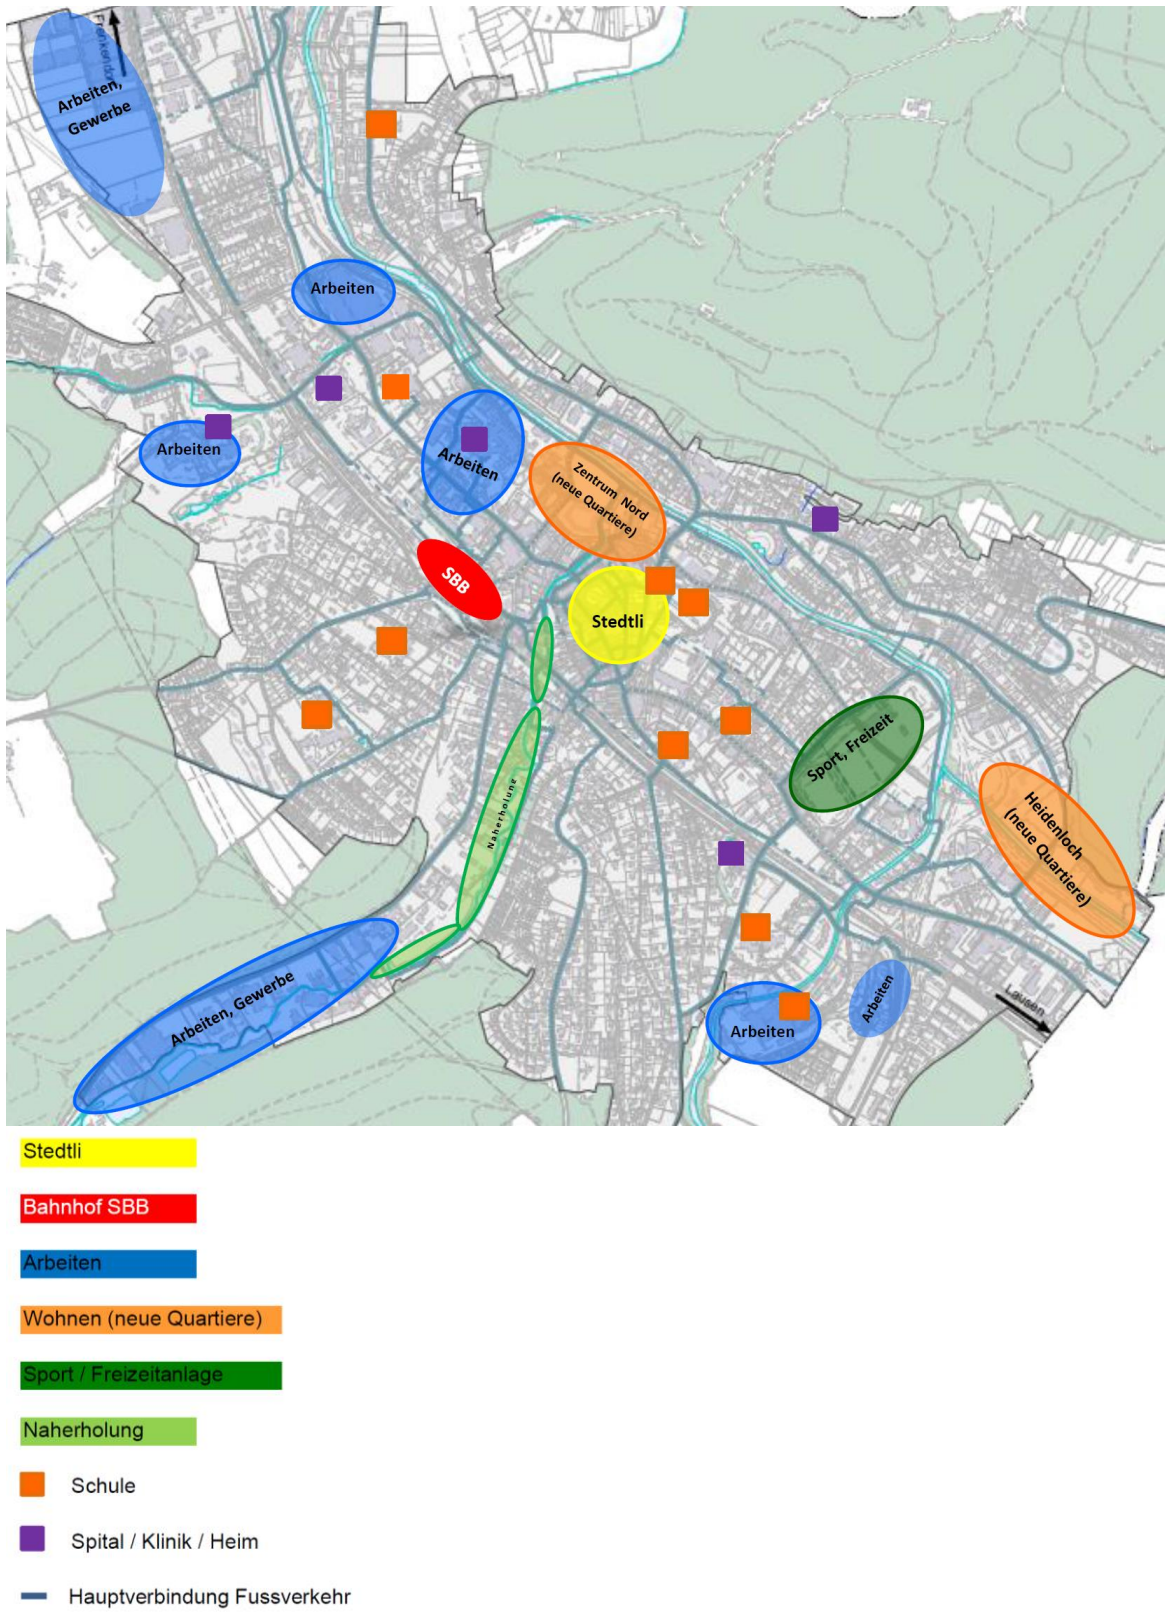 Frenkendorf
Arbeiten,
Gewerbe
Arbeiten
Arbeiten
Arbeiten
Zentrum Nord
(neue Quartiere)
SBB
Stedtli
Sport, Freizeit
Naherholung
Heidenloch
(neue Quartiere)
Arbeiten, Gewerbe
Arbeiten
Arbeiten
Lausen
Stedtli
Bahnhof SBB
Arbeiten
Wohnen (neue Quartiere)
Sport / Freizeitanlage
Naherholung
Schule
Spital / Klinik / Heim
Hauptverbindung Fussverkehr